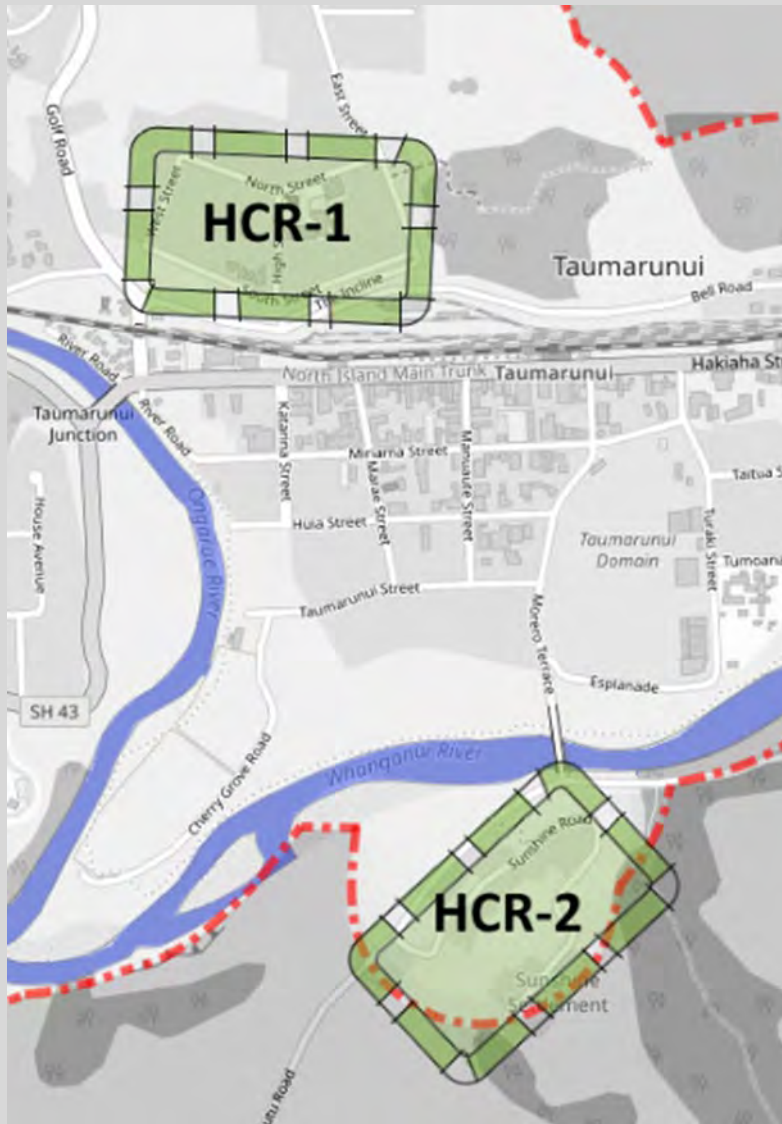 East Street
Golf Road
North Street
West Street
HCR-1
High S
South Street
The Incline
Taumarunui
Bell Road
River Road
North Island Main Trunk
Taumarunui
Hakiaha St
Taumarunui
Junction
River Road
Katarina Street
Miriama Street
Marae Street
Manuaute Street
Taitua S
House Avenue
Ongarue River
Huia Street
Taumarunui
Domain
Turaki Street
Tumoana
Taumarunui Street
Morero Terrace
Esplanade
SH 43
Cherry Grove Road
Whanganui River
Sunshine Road
HCR-2
Sunshine
Settlement
utu Road